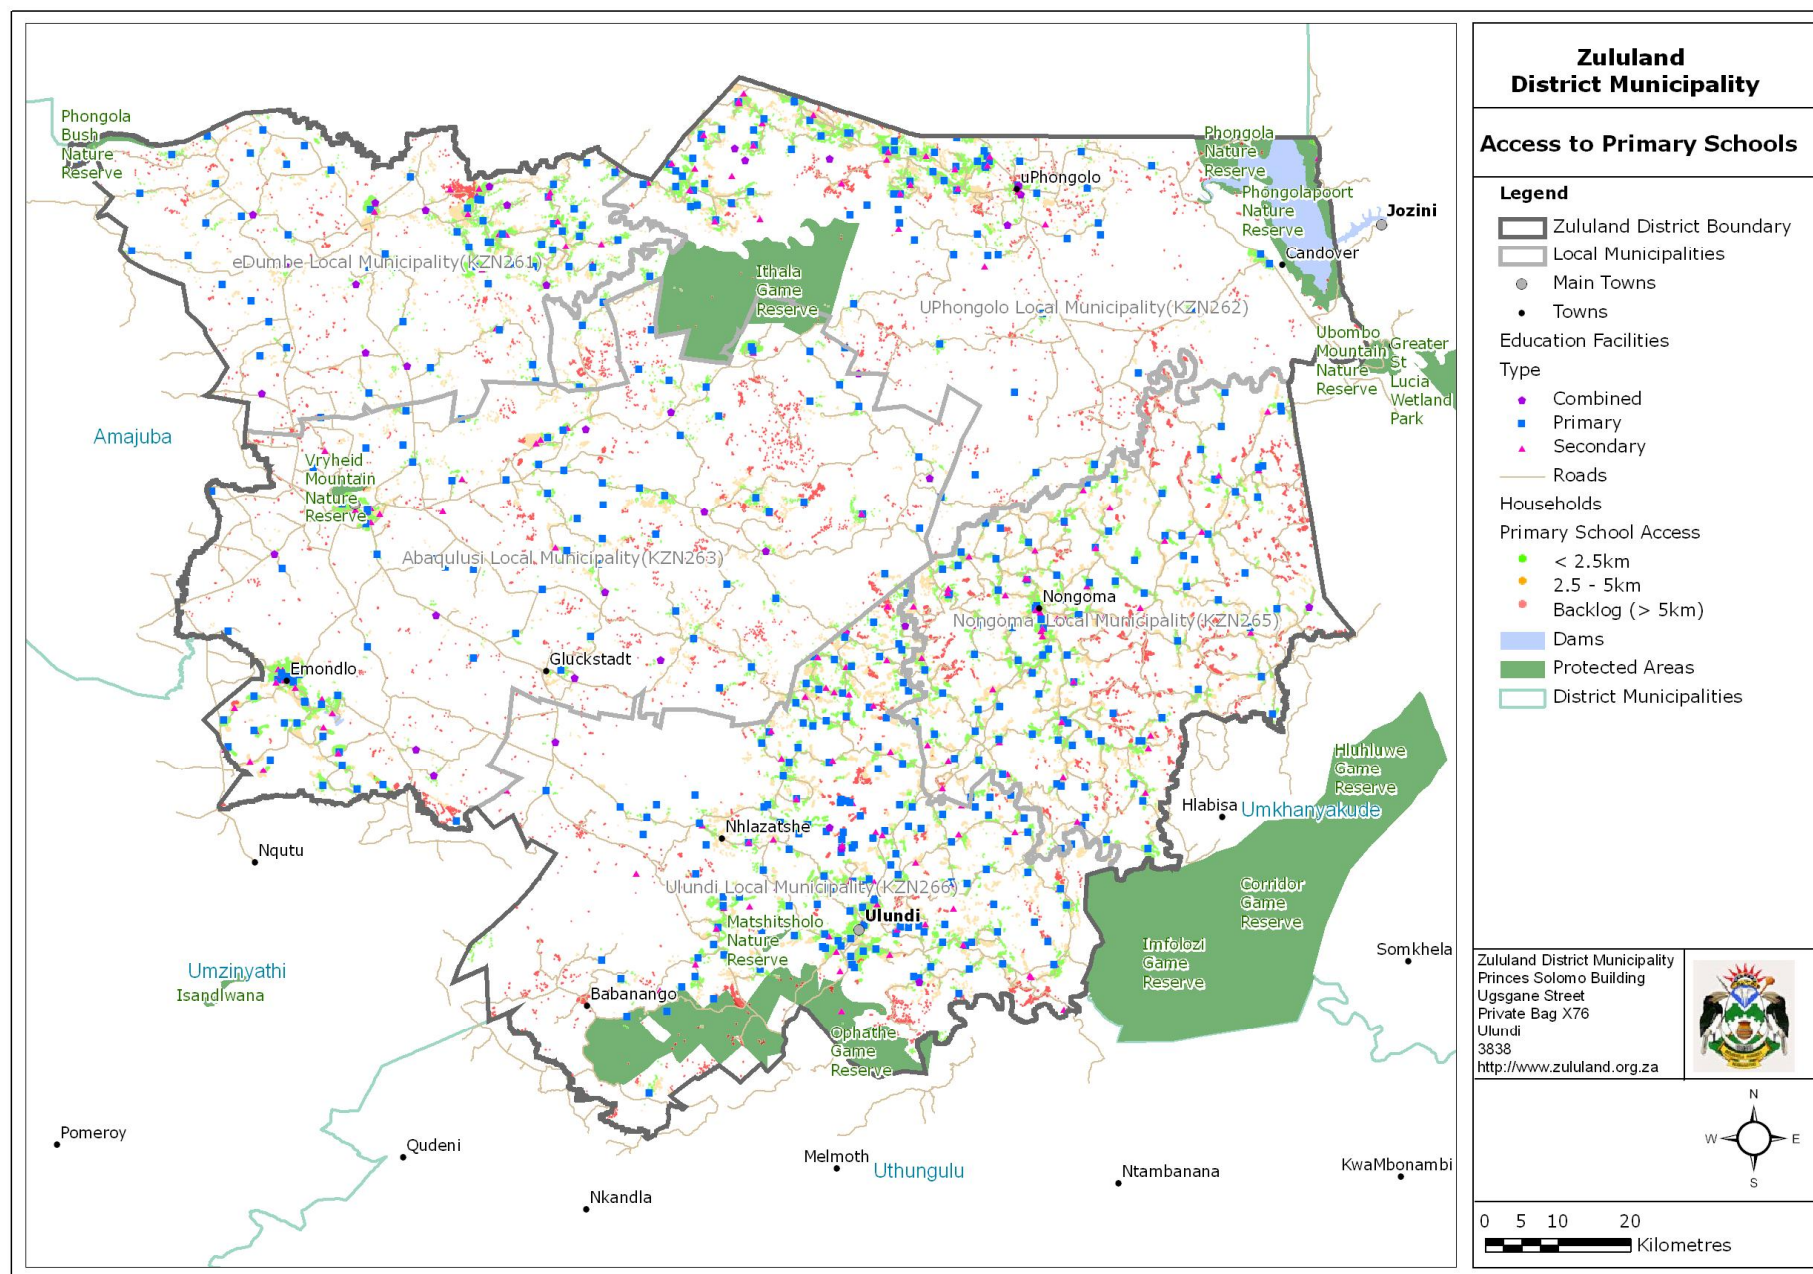 Zululand
District Municipality
Access to Primary Schools
Legend
Zululand District Boundary
Local Municipalities
Main Towns
Towns
Education Facilities
Type
Combined
Primary
Secondary
Roads
Households
Primary School Access
< 2.5km
2.5 - 5km
Backlog (> 5km)
Dams
Protected Areas
District Municipalities
Zululand District Municipality
Princes Solomo Building
Ugsgane Street
Private Bag X76
Ulundi
3838
http://www.zululand.org.za
N
W
E
S
0 5 10 20
Kilometres
Phongola
Bush
Nature
Reserve
Phongola
Nature
Reserve
Phongolapoort
Nature
Reserve
uPhongolo
Jozini
Candover
eDumbe Local Municipality(KZN261)
Ithala
Game
Reserve
UPhongolo Local Municipality(KZN262)
Ubombo
Mountain
Nature
Reserve
Greater
St
Lucia
Wetland
Park
Amajuba
Vryheid
Mountain
Nature
Reserve
Abaqulusi Local Municipality(KZN263)
Nongoma
Nongoma Local Municipality(KZN265)
Emondlo
Gluckstadt
Hluhluwe
Game
Reserve
Hlabisa
Umkhanyakude
Nhlazatshe
Nqutu
Ulundi Local Municipality(KZN266)
Corridor
Game
Reserve
Matshitsholo
Nature
Reserve
Ulundi
Imfolozi
Game
Reserve
Somkhela
Umzinyathi
Isandlwana
Babanango
Ophathe
Game
Reserve
Pomeroy
Qudeni
Melmoth
Uthungulu
Ntambanana
KwaMbonambi
Nkandla